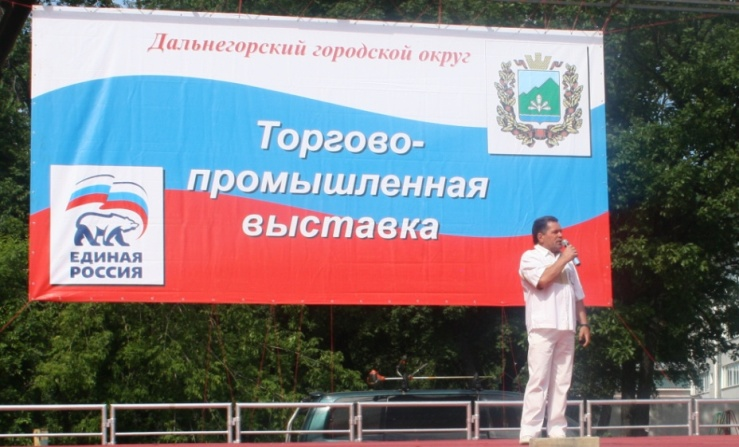 Дальнегорский городской округ
Торгово-
промышленная
выставка
ЕДИНАЯ
РОССИЯ